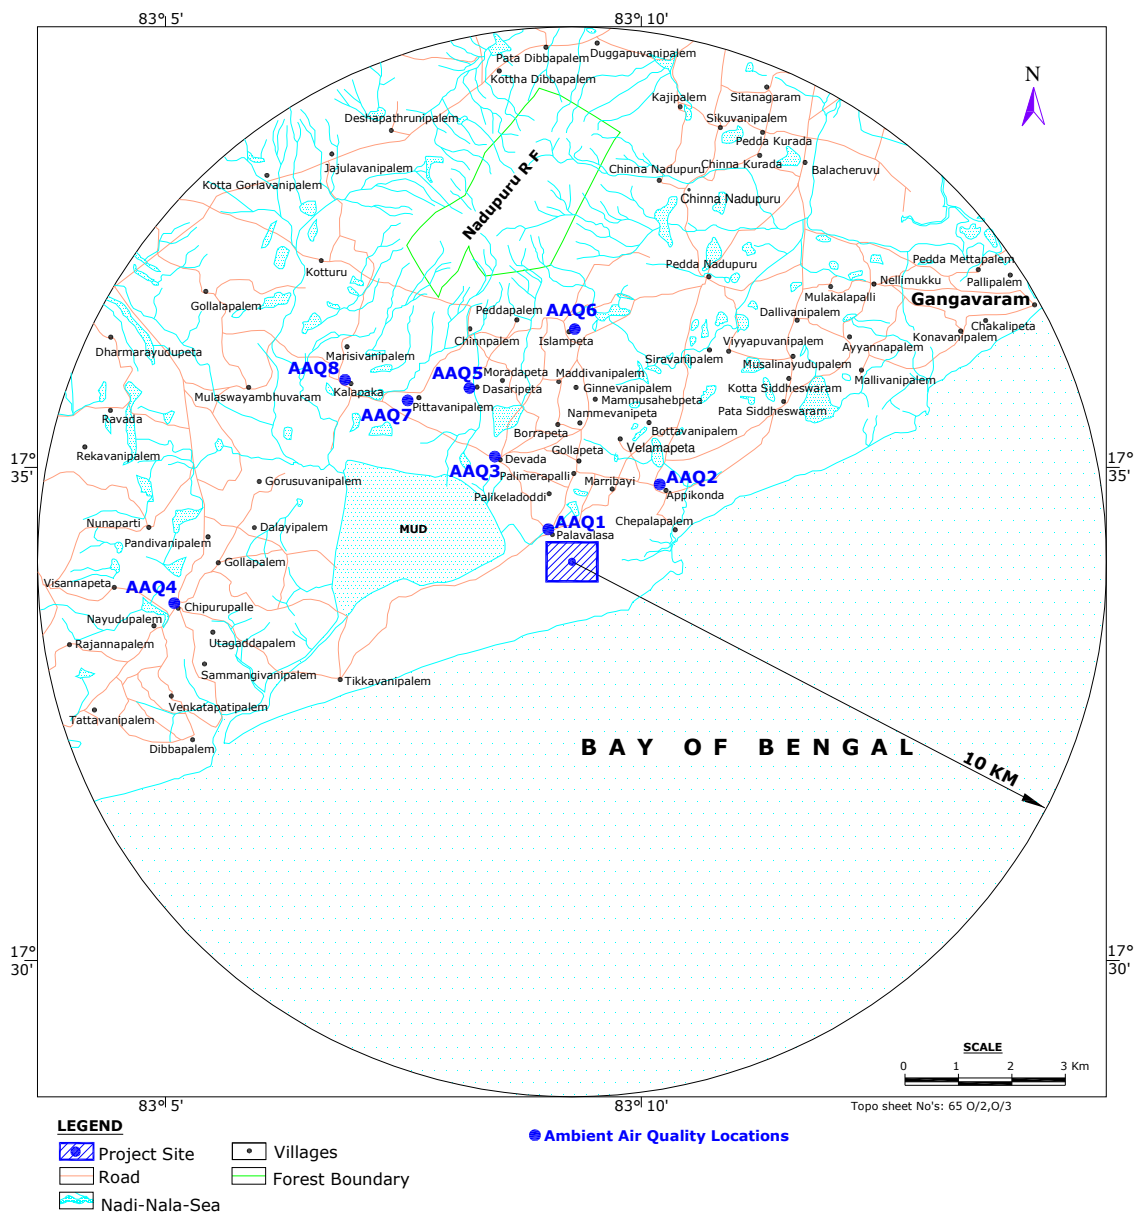 83° 5'
83° 10'
Duggapuvanipalem
Pata Dibbapalem
Kottha Dibbapalem
N
Kajipalem
Sitanagaram
Deshapathrunipalem
Sikuvanipalem
Pedda Kurada
Jajulavanipalem
Chinna Nadupuru
Chinna Kurada
Balacheruvu
Kotta Gorlavanipalem
Nadupuru R F
Chinna Nadupuru
Kotturu
Pedda Nadupuru
Pedda Mettapalem
Nellimukku
Pallipalem
Gollalapalem
Mulakalapalli
Gangavaram
Peddapalem
AAQ6
Dallivanipalem
Chakalipeta
Chinnpalem
Islampeta
Konavanipalem
Dharmarayudupeta
Marisivanipalem
Viyyapuvanipalem
Ayyannapalem
Siravanipalem
Musalinayudupalem
AAQ8
AAQ5
Moradapeta
Maddivanipalem
Mallivanipalem
Kalapaka
Dasaripeta
Ginnevanipalem
Kotta Siddheswaram
Mulaswayambhuvaram
Mammusahebpeta
AAQ7
Pittavanipalem
Nammevanipeta
Pata Siddheswaram
Ravada
Borrapeta
Bottavanipalem
Rekavanipalem
Gollapeta
Velamapeta
17°
35'
17°
35'
AAQ3
Devada
Palimerapalli
AAQ2
Gorusuvanipalem
Marribayi
Palikeladoddi
Appikonda
Nunaparti
Dalayipalem
MUD
AAQ1
Chepalapalem
Pandivanipalem
Palavalasa
Gollapalem
Visannapeta
AAQ4
Chipurupalle
Nayudupalem
Rajannapalem
Utagaddapalem
Sammangivanipalem
Tikkavanipalem
Venkatapatipalem
Tattavanipalem
Dibbapalem
BAY OF BENGAL
10 KM
17°
30'
17°
30'
SCALE
0 1 2 3 Km
83° 5'
83° 10'
Topo sheet No's: 65 O/2,O/3
LEGEND
Project Site
Villages
Ambient Air Quality Locations
Road
Forest Boundary
Nadi-Nala-Sea